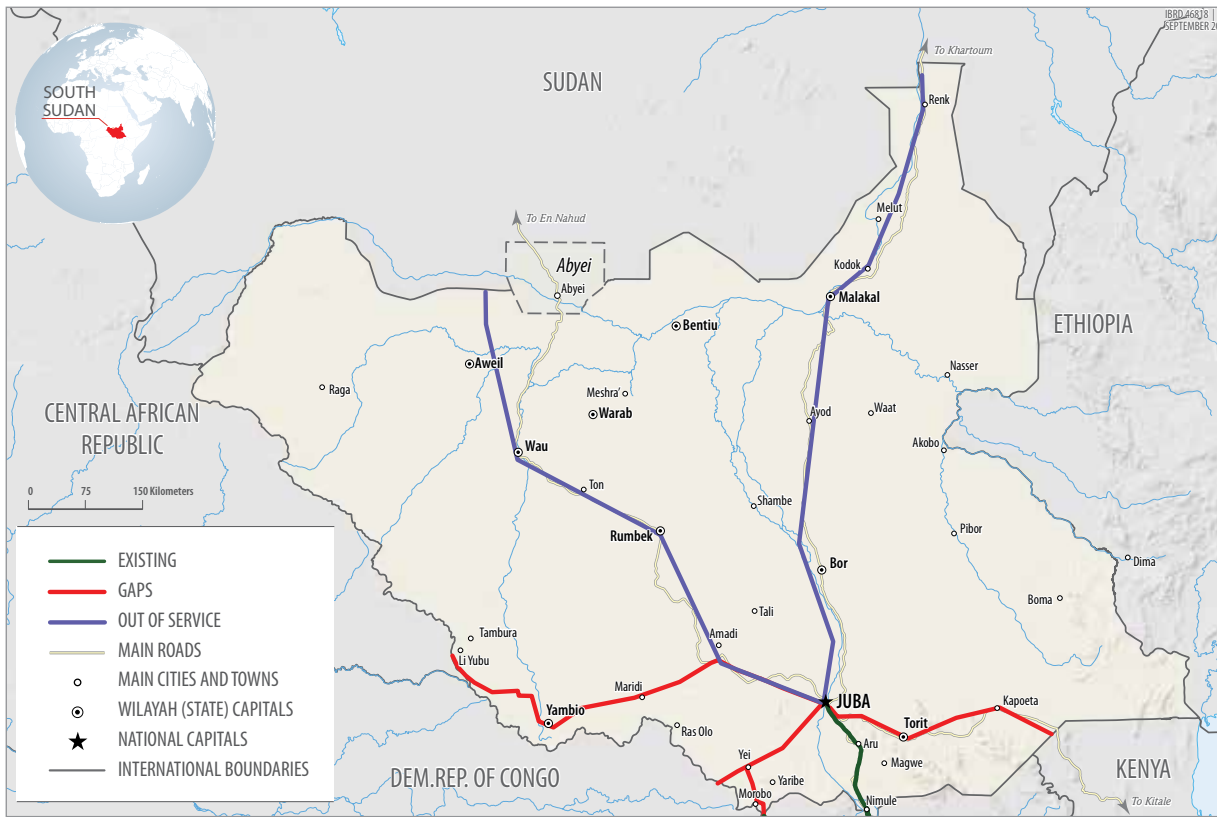 IBRD 46818 |
SEPTEMBER 20
To Khartoum
SOUTH
SUDAN
SUDAN
Renk
Melut
To En Nahud
Abyei
Kodok
Abyei
Malakal
Bentiu
ETHIOPIA
Aweil
Nasser
Raga
Meshra'
Warab
Ayod
Waat
CENTRAL AFRICAN
REPUBLIC
Wau
Akobo
0 75 150 Kilometers
Ton
Shambe
Rumbek
Pibor
Bor
Dima
Boma
Tali
EXISTING
GAPS
OUT OF SERVICE
MAIN ROADS
MAIN CITIES AND TOWNS
WILAYAH (STATE) CAPITALS
NATIONAL CAPITALS
INTERNATIONAL BOUNDARIES
Tambura
Li Yubu
Amadi
Maridi
JUBA
Kapoeta
Yambio
Torit
Ras Olo
Aru
Yei
Magwe
DEM.REP. OF CONGO
Yaribe
KENYA
Morobo
Nimule
To Kitale